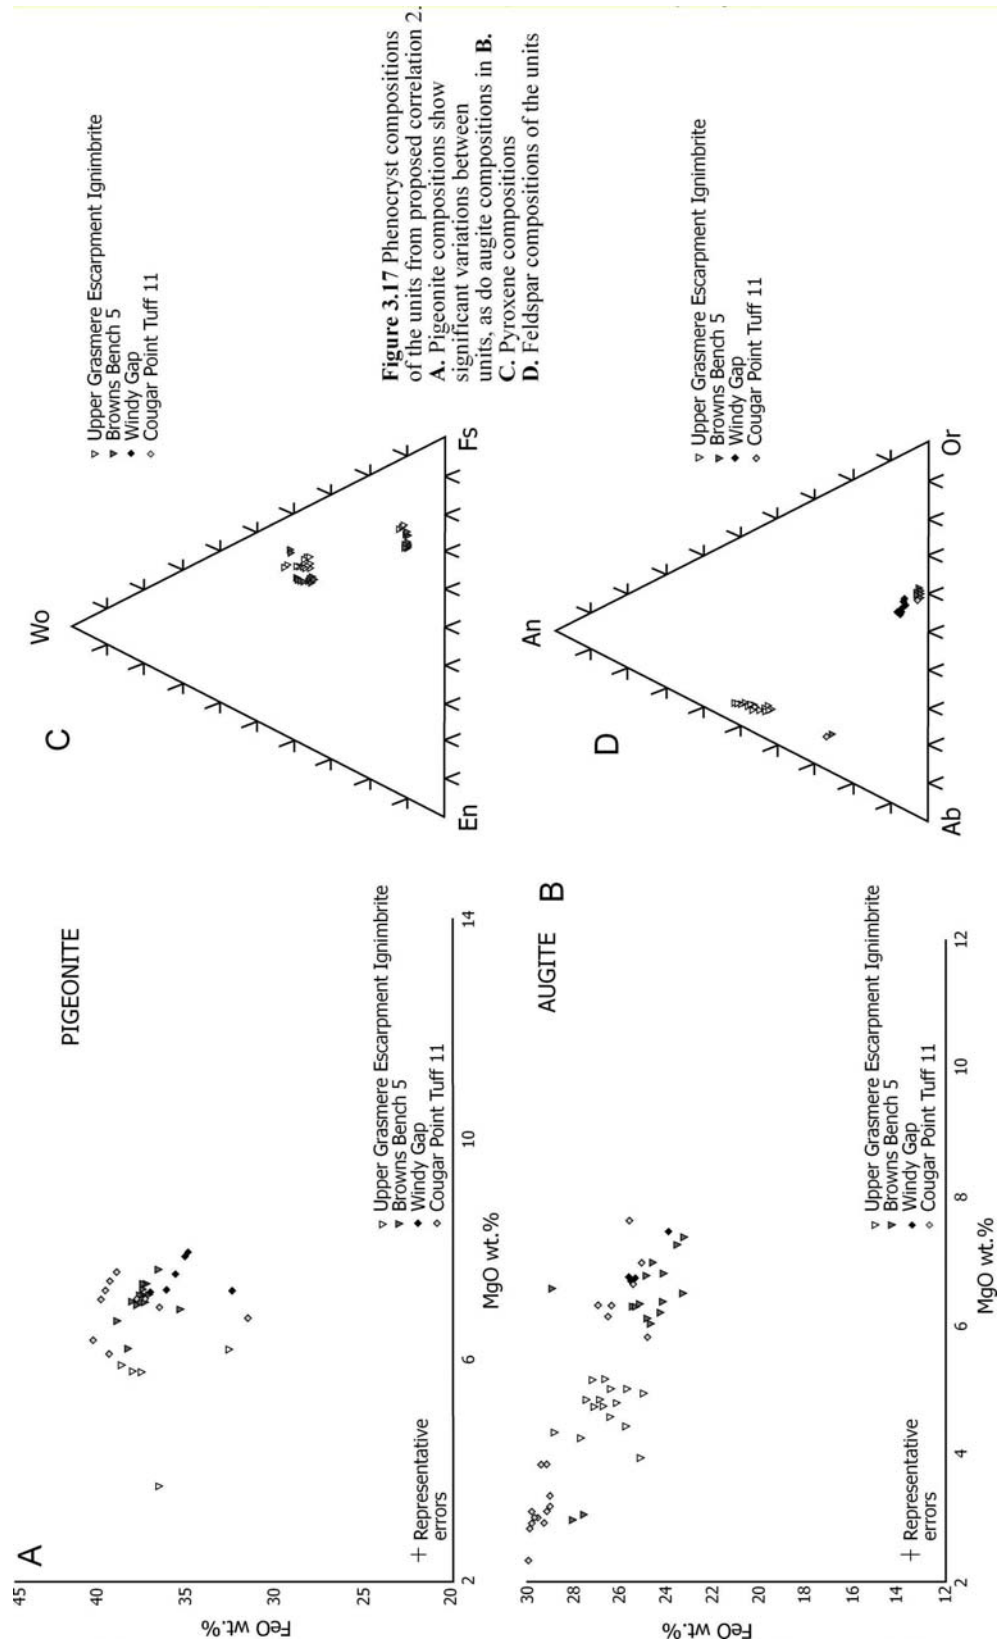 A
PIGEONITE
45
40
35
30
25
20
FeO wt.%
2
6
10
14
MgO wt.%
Representative
errors
Upper Grasmere Escarpment Ignimbrite
Browns Bench 5
Windy Gap
Cougar Point Tuff 11
B
AUGITE
30
28
26
24
22
20
18
16
14
12
FeO wt.%
2
4
6
8
10
12
MgO wt.%
Representative
errors
Upper Grasmere Escarpment Ignimbrite
Browns Bench 5
Windy Gap
Cougar Point Tuff 11
C
Wo
En
Fs
Upper Grasmere Escarpment Ignimbrite
Browns Bench 5
Windy Gap
Cougar Point Tuff 11
D
An
Ab
Or
Upper Grasmere Escarpment Ignimbrite
Browns Bench 5
Windy Gap
Cougar Point Tuff 11
Figure 3.17 Phenocryst compositions
of the units from proposed correlation 2.
A. Pigeonite compositions show
significant variations between
units, as do augite compositions in B.
C. Pyroxene compositions
D. Feldspar compositions of the units